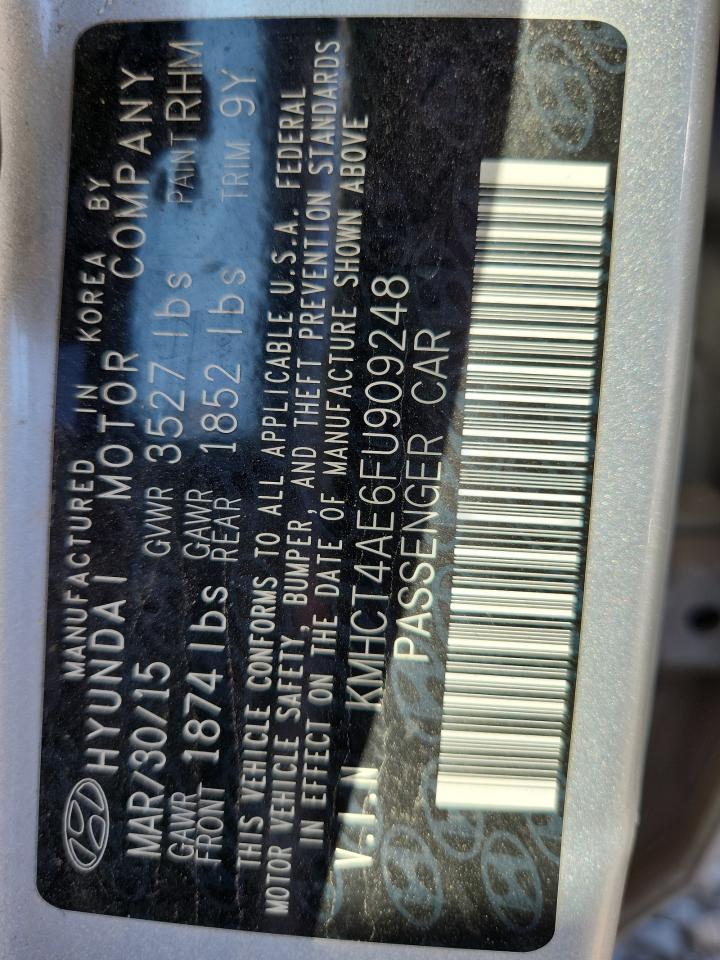 MANUFACTURED IN KOREA BY
HYUNDAI MOTOR COMPANY
MAR/30/15 GVWR 3527 lbs PAINT RHM
GAWR FRONT 1874 lbs GAWR REAR 1852 lbs TRIM 9Y
THIS VEHICLE CONFORMS TO ALL APPLICABLE U.S.A. FEDERAL
MOTOR VEHICLE SAFETY, BUMPER, AND THEFT PREVENTION STANDARDS
IN EFFECT ON THE DATE OF MANUFACTURE SHOWN ABOVE
V.I.N KMHCT4AE6FU909248
PASSENGER CAR